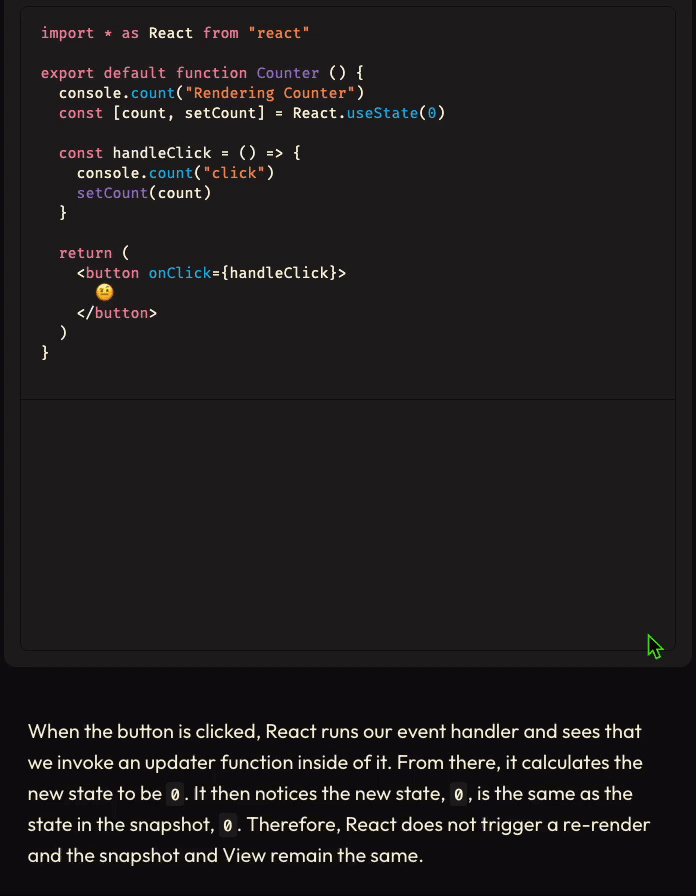 import * as React from "react"
export default function Counter () {
console.count("Rendering Counter")
const [count, setCount] = React.useState(0)
const handleClick = () => {
console.count("click")
setCount(count)
}
return (
<button onClick={handleClick}>
🤨
</button>
)
}
When the button is clicked, React runs our event handler and sees that
we invoke an updater function inside of it. From there, it calculates the
new state to be 0. It then notices the new state, 0, is the same as the
state in the snapshot, 0. Therefore, React does not trigger a re-render
and the snapshot and View remain the same.